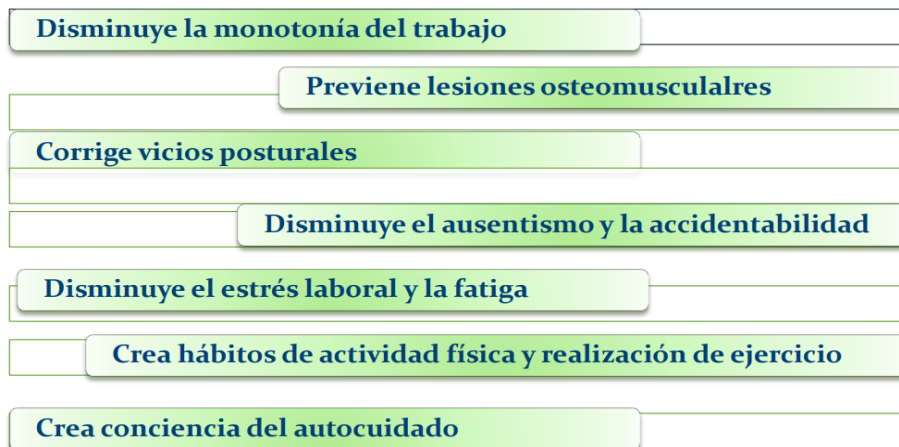 Disminuye la monotonía del trabajo
Previene lesiones osteomusculalres
Corrige vicios posturales
Disminuye el ausentismo y la accidentabilidad
Disminuye el estrés laboral y la fatiga
Crea hábitos de actividad física y realización de ejercicio
Crea conciencia del autocuidado